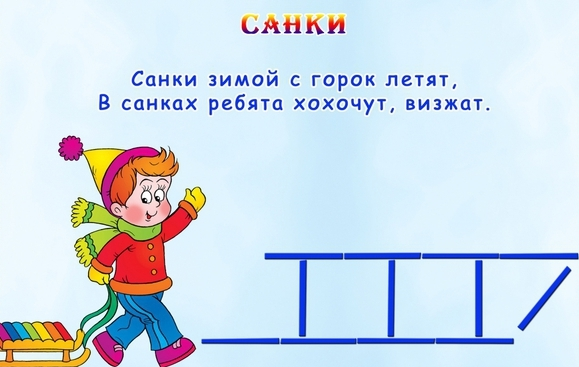 САНКИ
Санки зимой с горок летят,
В санках ребята хохочут, визжат.